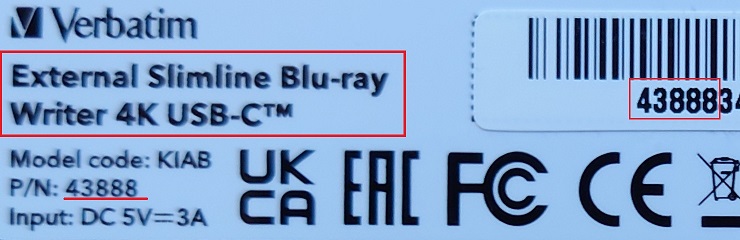 Verbatim
External Slimline Blu-ray
Writer 4K USB-C™
4388834
Model code: KIAB
P/N: 43888
Input: DC 5V⎓3A
UK
CA
EAC
FC
CE